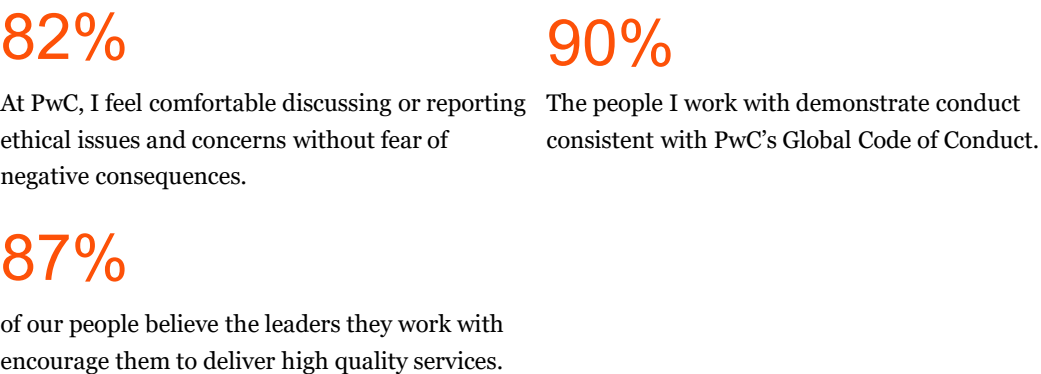 82%
At PwC, I feel comfortable discussing or reporting
ethical issues and concerns without fear of
negative consequences.
90%
The people I work with demonstrate conduct
consistent with PwC’s Global Code of Conduct.
87%
of our people believe the leaders they work with
encourage them to deliver high quality services.